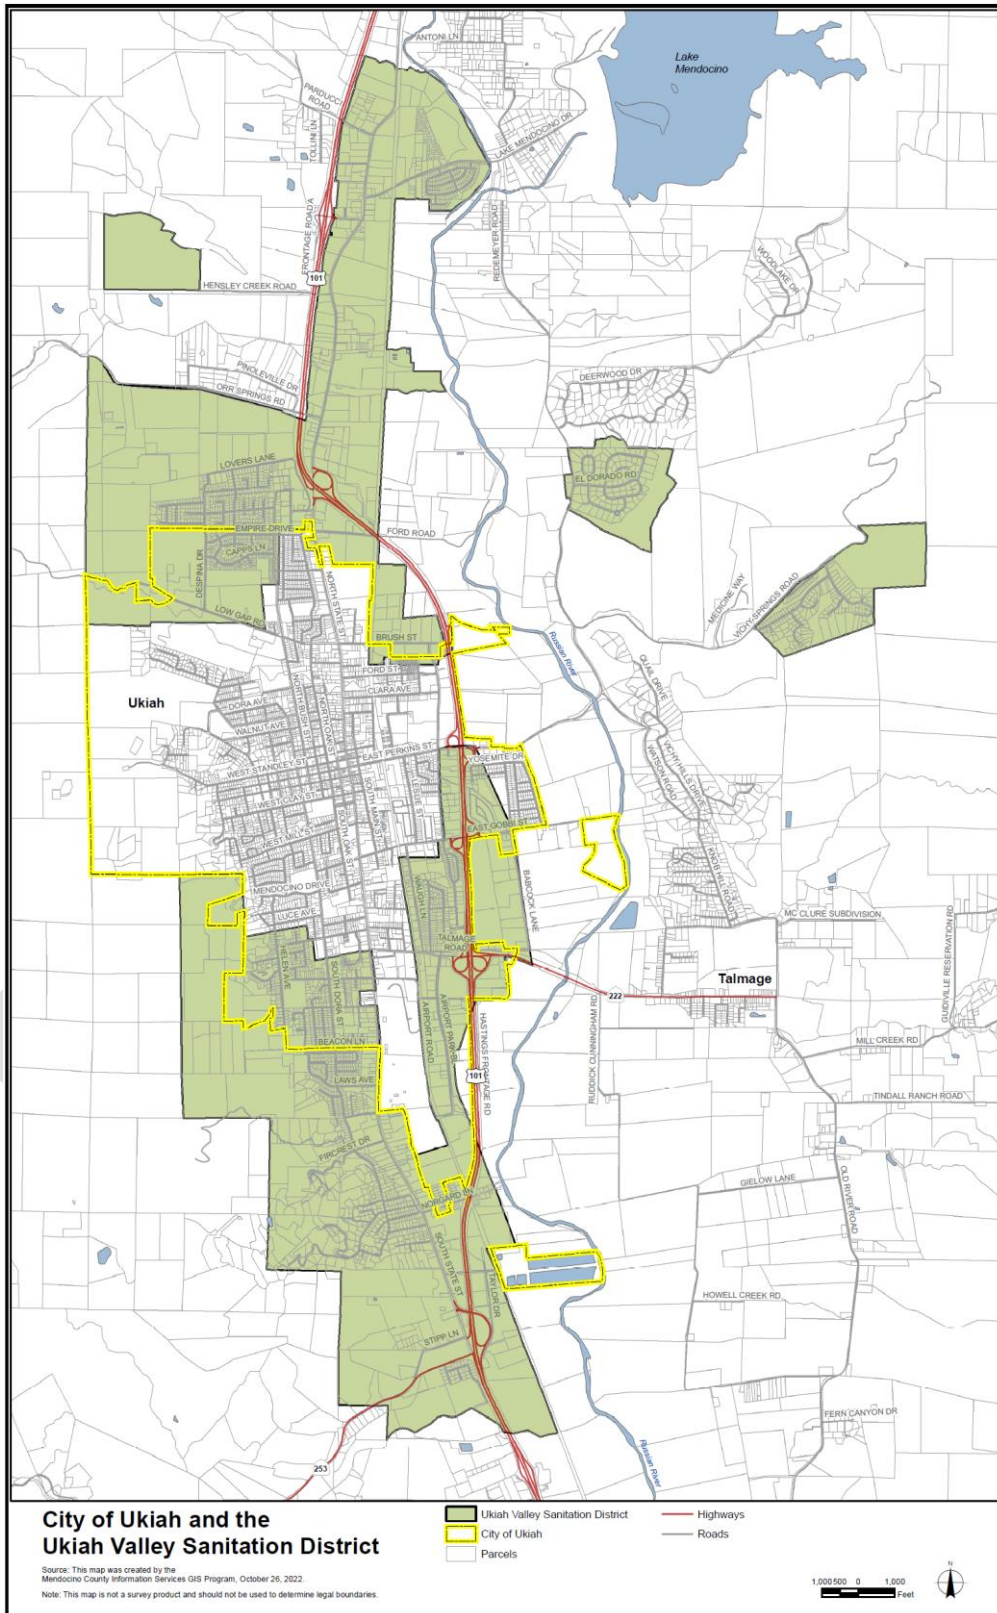 ANTONI LN
Lake
Mendocino
PARDUCCI
ROAD
TOLLINI LN
LAKE MENDOCINO DR
FRONTAGE ROAD A
REDEMEYER ROAD
WOODLAKE DR
101
HENSLEY CREEK ROAD
PINOLEVILLE DR
ORR SPRINGS RD
DEERWOOD DR
LOVERS LANE
EL DORADO RD
EMPIRE DRIVE
FORD ROAD
CAPPS LN
DESPINA DR
NORTH STATE ST
LOW GAP RD
MEDICINE WAY
VICHY SPRINGS ROAD
BRUSH ST
Russian River
FORD ST
CLARA AVE
QUAIL DRIVE
Ukiah
DORA AVE
WALNUT AVE
NORTH BUSH ST
NORTH OAK ST
EAST PERKINS ST
YOSEMITE DR
VICHY HILLS DRIVE
WATSON ROAD
WEST STANDLEY ST
LESLIE ST
WEST CLAY ST
SOUTH MAIN ST
SOUTH OAK ST
EAST GOBBI ST
WEST MILL ST
KNOB HILL ROAD
MENDOCINO DRIVE
WAUGH LN
BABCOCK LANE
LUCE AVE
MC CLURE SUBDIVISION
GUIDIVILLE RESERVATION RD
TALMAGE
ROAD
HELEN AVE
SOUTH DORA ST
Talmage
222
AIRPORT ROAD
AIRPORT PARK BL
HASTINGS FRONTAGE RD
RUDDICK CUNNINGHAM RD
BEACON LN
MILL CREEK RD
LAWS AVE
101
TINDALL RANCH ROAD
FIRCREST DR
GIELOW LANE
OLD RIVER ROAD
NORGARD LN
SOUTH STATE ST
TAYLOR DR
HOWELL CREEK RD
STIPP LN
FERN CANYON DR
253
Russian River
City of Ukiah and the
Ukiah Valley Sanitation District
Source: This map was created by the
Mendocino County Information Services GIS Program, October 26, 2022.
Note: This map is not a survey product and should not be used to determine legal boundaries.
Ukiah Valley Sanitation District
City of Ukiah
Parcels
Highways
Roads
1,000 500 0 1,000
Feet
N